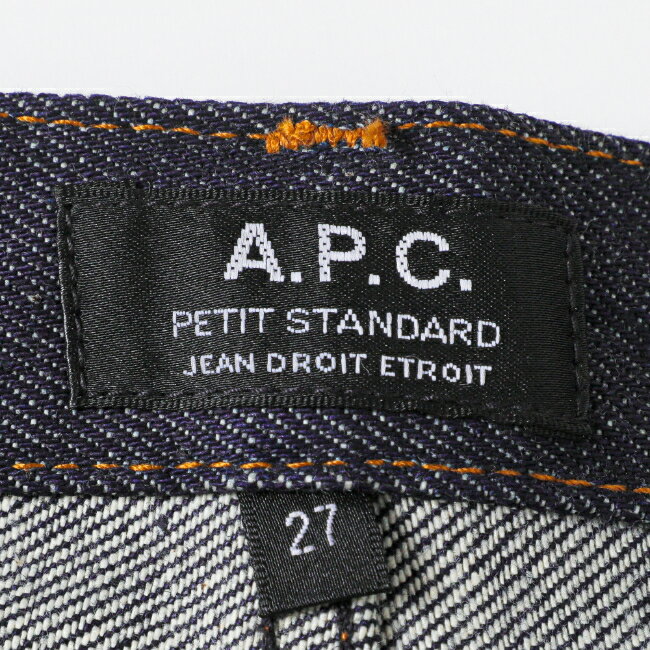 A.P.C.
PETIT STANDARD
JEAN DROIT ETROIT
27